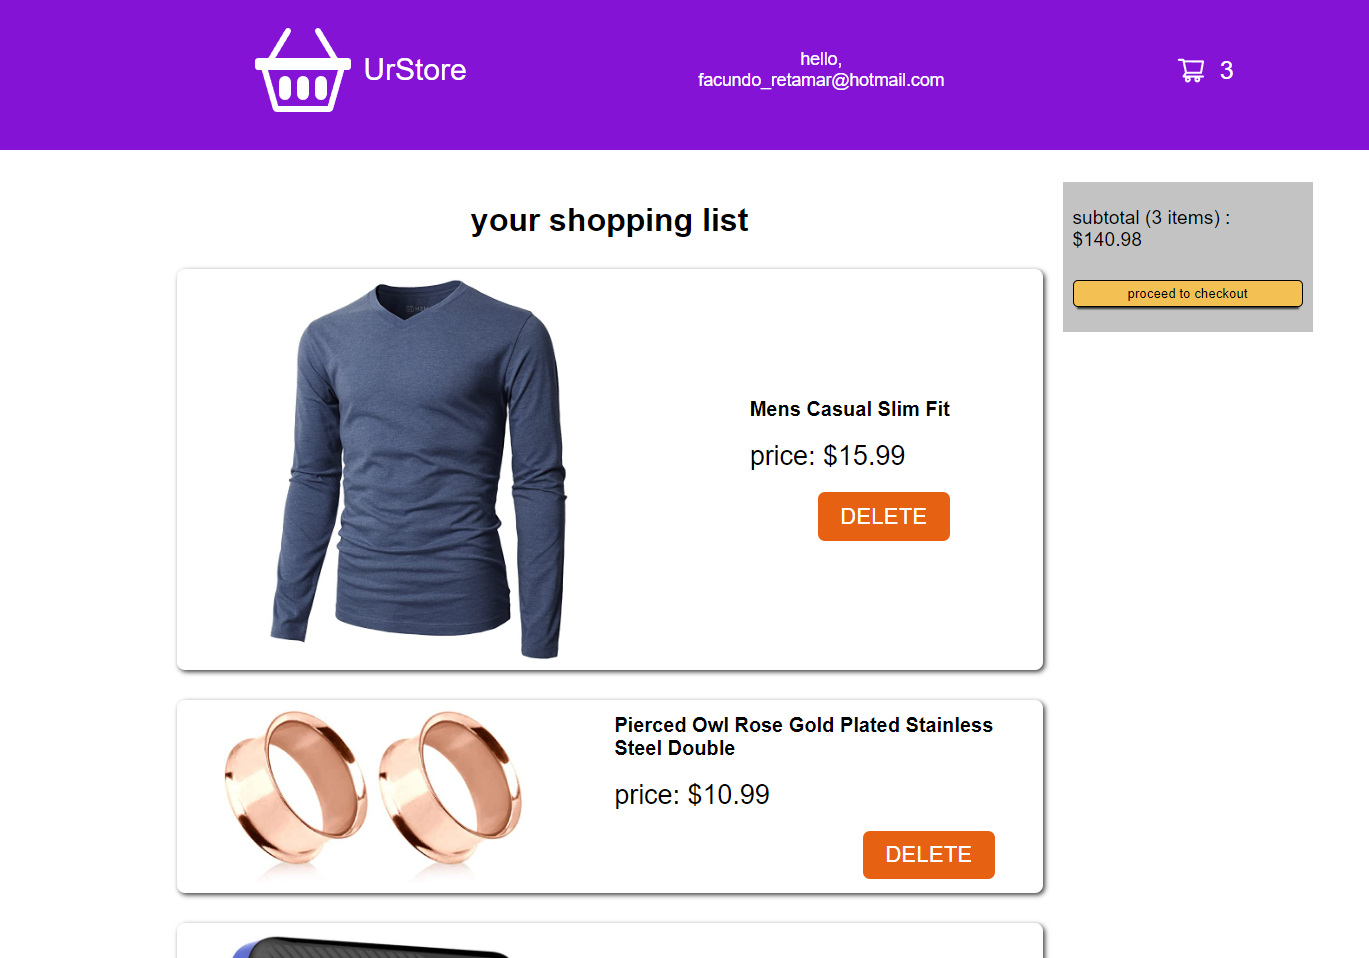 UrStore
hello,
facundo_retamar@hotmail.com
3
your shopping list
subtotal (3 items) :
$140.98
proceed to checkout
Mens Casual Slim Fit
price: $15.99
DELETE
Pierced Owl Rose Gold Plated Stainless
Steel Double
price: $10.99
DELETE